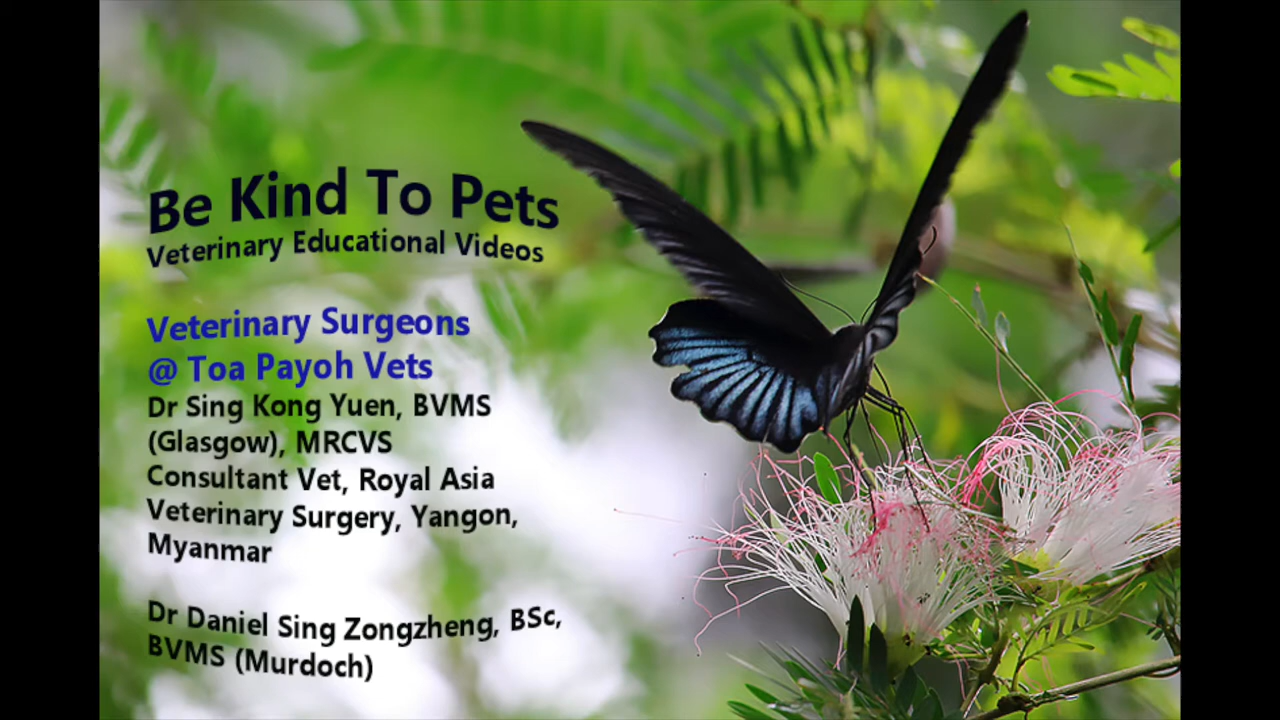 Be Kind To Pets
Veterinary Educational Videos
Veterinary Surgeons
@ Toa Payoh Vets
Dr Sing Kong Yuen, BVMS
(Glasgow), MRCVS
Consultant Vet, Royal Asia
Veterinary Surgery, Yangon,
Myanmar
Dr Daniel Sing Zongzheng, BSc,
BVMS (Murdoch)